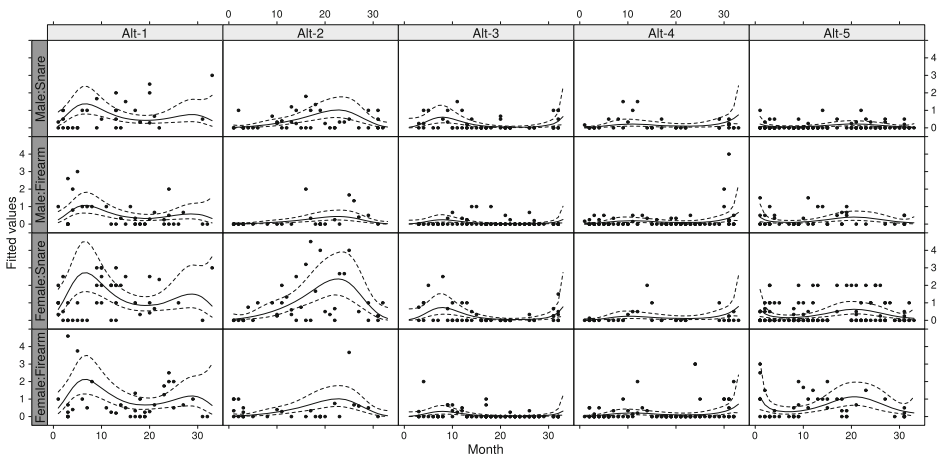 0 10 20 30 0 10 20 30
Alt-1 Alt-2 Alt-3 Alt-4 Alt-5
Male:Snare
4
3
2
1
0
Male:Firearm
4
3
2
1
0
Female:Snare
4
3
2
1
0
Female:Firearm
4
3
2
1
0
Fitted values
0 10 20 30 0 10 20 30 0 10 20 30
Month